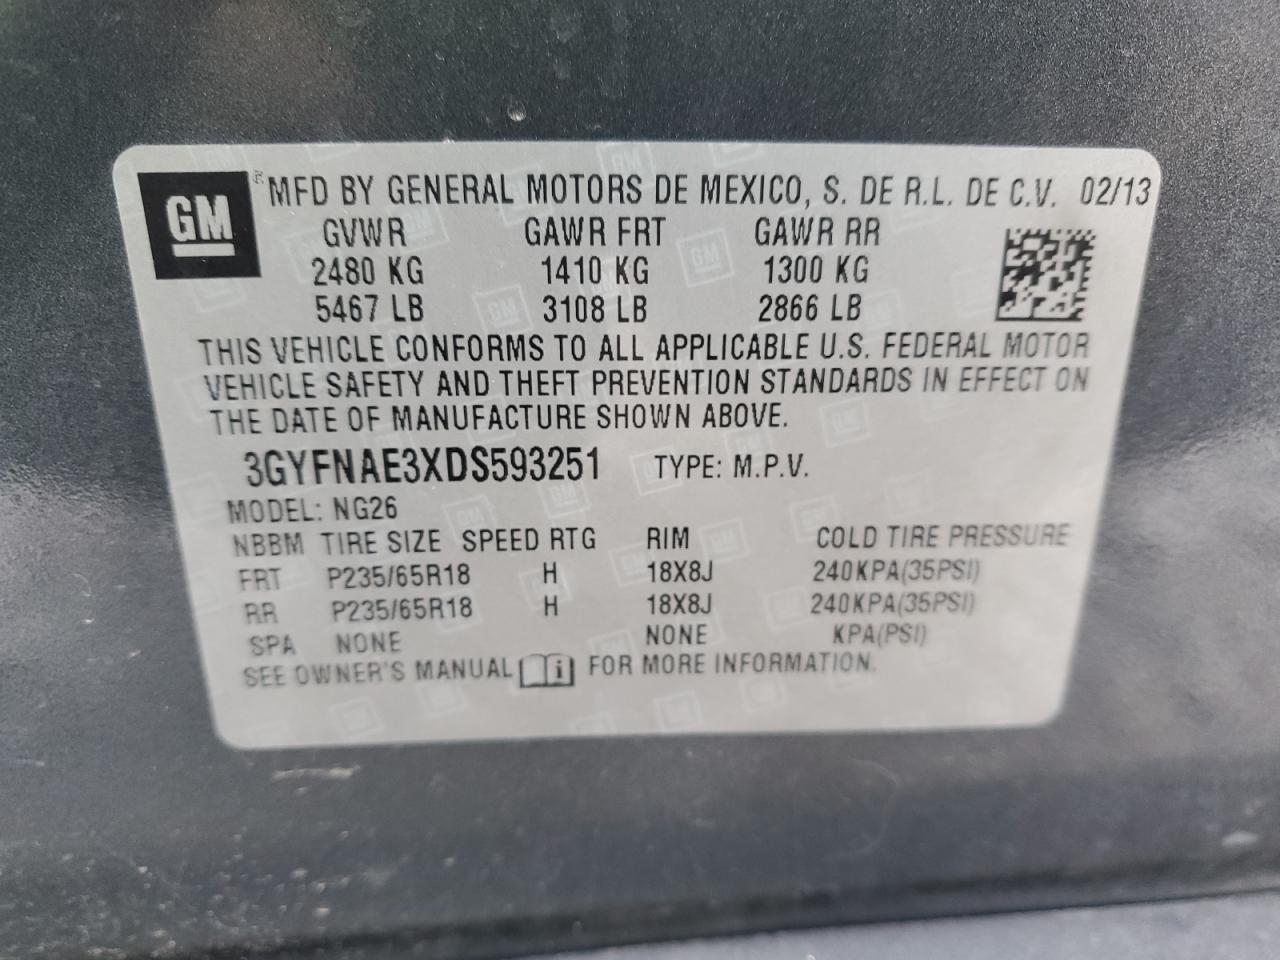 GM ® MFD BY GENERAL MOTORS DE MEXICO, S. DE R.L. DE C.V. 02/13
GVWR GAWR FRT GAWR RR
2480 KG 1410 KG 1300 KG
5467 LB 3108 LB 2866 LB
THIS VEHICLE CONFORMS TO ALL APPLICABLE U.S. FEDERAL MOTOR
VEHICLE SAFETY AND THEFT PREVENTION STANDARDS IN EFFECT ON
THE DATE OF MANUFACTURE SHOWN ABOVE.
3GYFNAE3XDS593251 TYPE: M.P.V.
MODEL: NG26
NBBM TIRE SIZE SPEED RTG RIM COLD TIRE PRESSURE
FRT P235/65R18 H 18X8J 240KPA(35PSI)
RR P235/65R18 H 18X8J 240KPA(35PSI)
SPA NONE NONE KPA(PSI)
SEE OWNER'S MANUAL i FOR MORE INFORMATION.